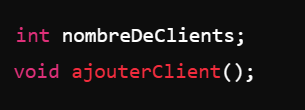 int nombreDeClients;
void ajouterClient();